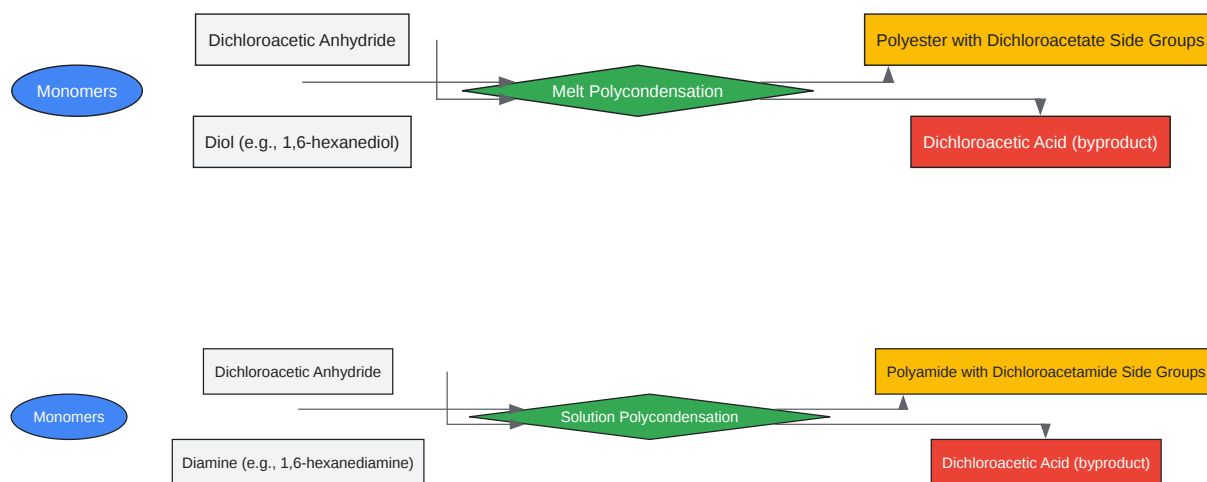 Dichloroacetic Anhydride
Polyester with Dichloroacetate Side Groups
Monomers
Melt Polycondensation
Diol (e.g., 1,6-hexanediol)
Dichloroacetic Acid (byproduct)
Dichloroacetic Anhydride
Polyamide with Dichloroacetamide Side Groups
Monomers
Solution Polycondensation
Diamine (e.g., 1,6-hexanediamine)
Dichloroacetic Acid (byproduct)